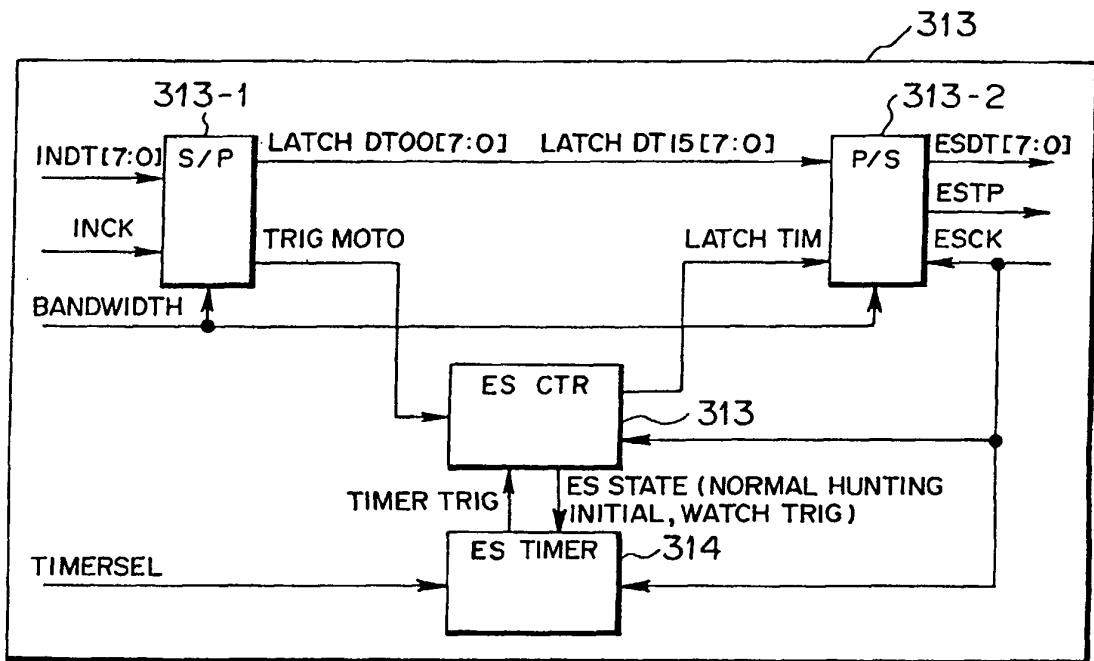 313
313-1
313-2
INDT[7:0]
S/P
LATCH DT00[7:0] LATCH DT15[7:0]
P/S
ESDT[7:0]
ESTP
INCK
TRIG MOTO
LATCH TIM
ESCK
BANDWIDTH
ES CTR
313
TIMER TRIG
ES STATE (NORMAL HUNTING
INITIAL, WATCH TRIG)
ES TIMER
314
TIMERSEL